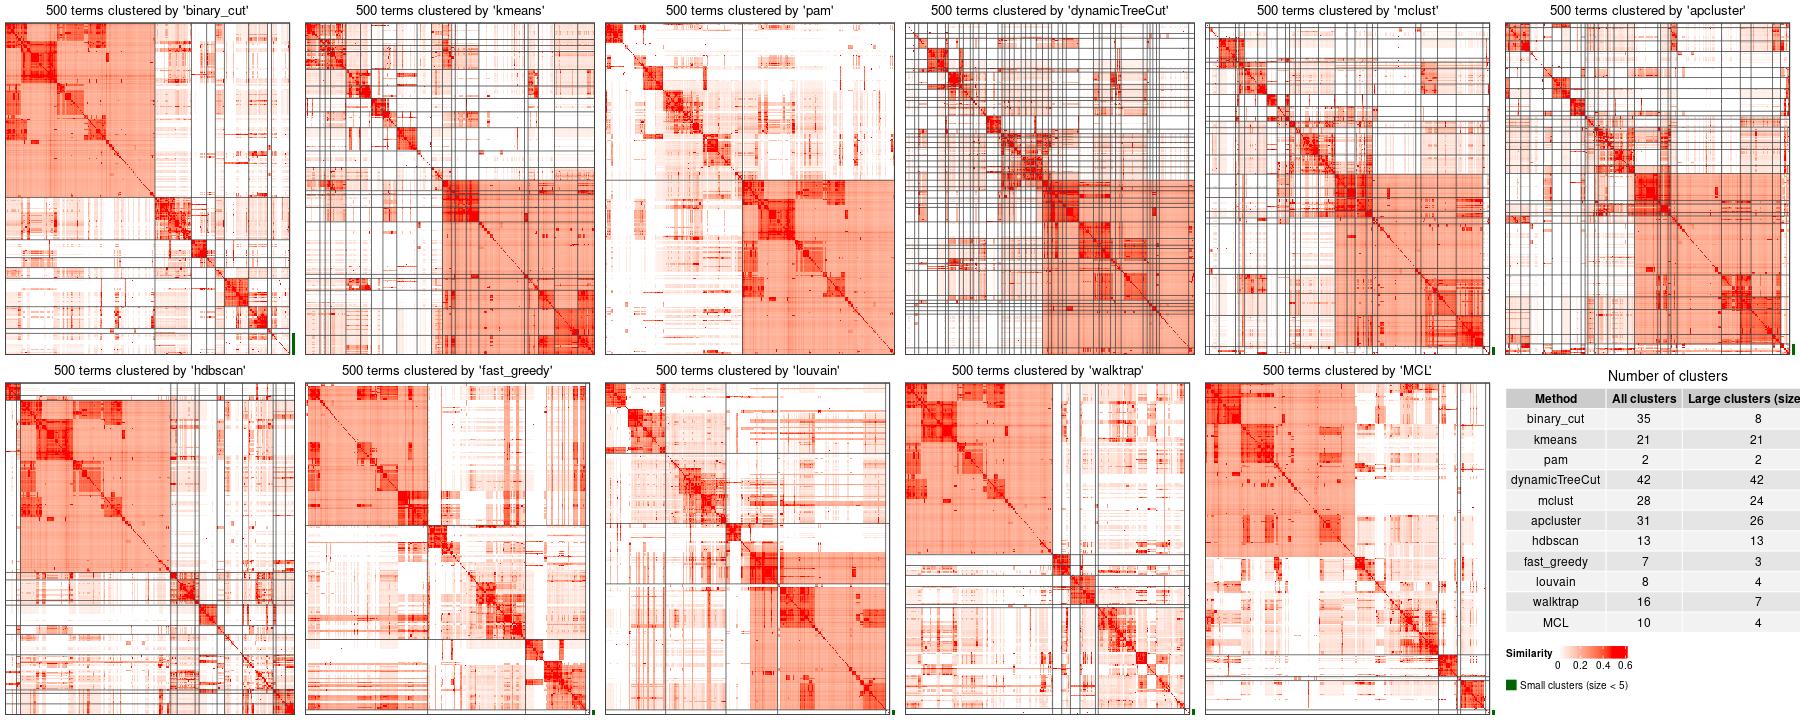 500 terms clustered by 'binary_cut'
500 terms clustered by 'kmeans'
500 terms clustered by 'pam'
500 terms clustered by 'dynamicTreeCut'
500 terms clustered by 'mclust'
500 terms clustered by 'apcluster'
500 terms clustered by 'hdbscan'
500 terms clustered by 'fast_greedy'
500 terms clustered by 'louvain'
500 terms clustered by 'walktrap'
500 terms clustered by 'MCL'
Number of clusters
Method All clusters Large clusters (size
binary_cut 35 8
kmeans 21 21
pam 2 2
dynamicTreeCut 42 42
mclust 28 24
apcluster 31 26
hdbscan 13 13
fast_greedy 7 3
louvain 8 4
walktrap 16 7
MCL 10 4
Similarity
0 0.2 0.4 0.6
Small clusters (size < 5)